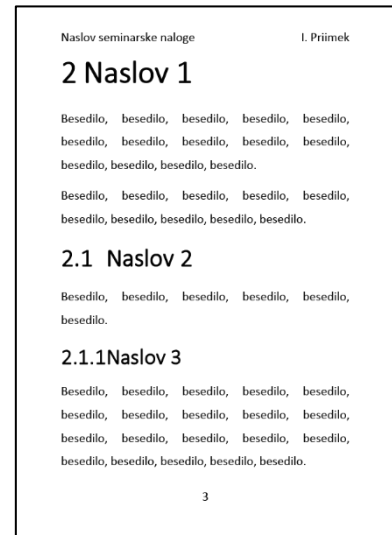 Naslov seminarske naloge I. Priimek
2 Naslov 1
Besedilo, besedilo, besedilo, besedilo, besedilo,
besedilo, besedilo, besedilo, besedilo, besedilo,
besedilo, besedilo, besedilo, besedilo.
Besedilo, besedilo, besedilo, besedilo, besedilo,
besedilo, besedilo, besedilo, besedilo, besedilo.
2.1 Naslov 2
Besedilo, besedilo, besedilo, besedilo, besedilo,
besedilo.
2.1.1Naslov 3
Besedilo, besedilo, besedilo, besedilo, besedilo,
besedilo, besedilo, besedilo, besedilo, besedilo,
besedilo, besedilo, besedilo, besedilo, besedilo,
besedilo, besedilo, besedilo, besedilo, besedilo.
3